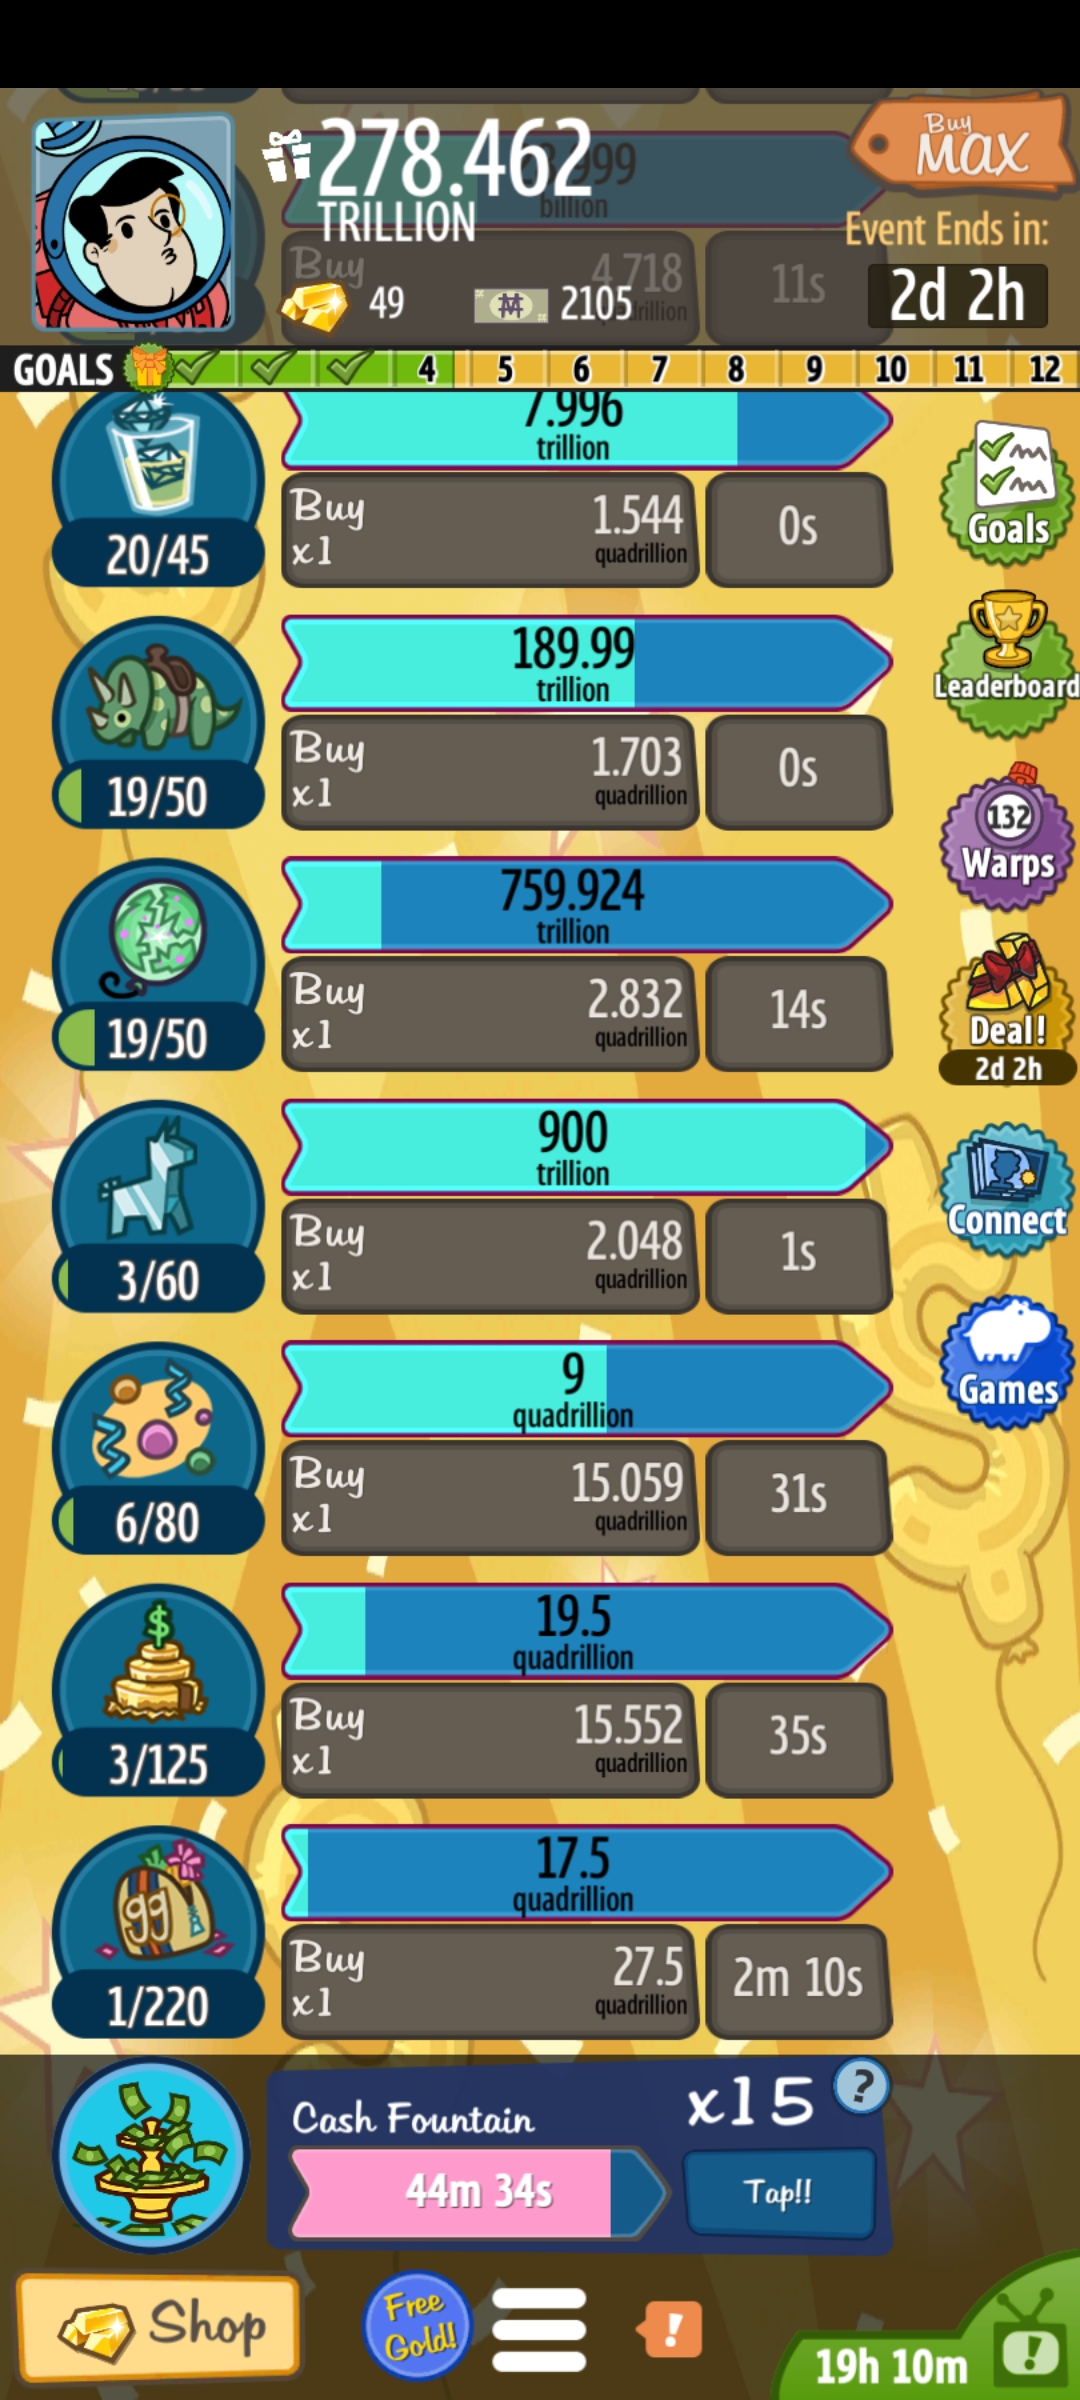 278.462
TRILLION
Buy
MAX
Event Ends in:
2d 2h
billion
Buy
4.718
11s
49
2105
GOALS
4
5
6
7
8
9
10
11
12
7.996
trillion
20/45
Buy
x1
1.544
quadrillion
0s
Goals
189.99
trillion
19/50
Buy
x1
1.703
quadrillion
0s
Leaderboard
132
Warps
759.924
trillion
19/50
Buy
x1
2.832
quadrillion
14s
Deal!
2d 2h
900
trillion
3/60
Buy
x1
2.048
quadrillion
1s
Connect
9
quadrillion
6/80
Buy
x1
15.059
quadrillion
31s
Games
$
19.5
quadrillion
3/125
Buy
x1
15.552
quadrillion
35s
gg
17.5
quadrillion
1/220
Buy
x1
27.5
quadrillion
2m 10s
Cash Fountain
x15
?
44m 34s
Tap!!
Shop
Free
Gold!
!
19h 10m
!